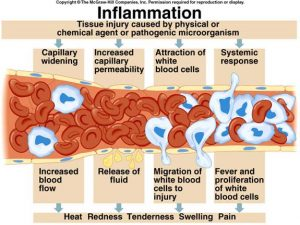 Copyright © The McGraw-Hill Companies, Inc. Permission required for reproduction or display.
Inflammation
Tissue injury caused by physical or
chemical agent or pathogenic microorganism
Capillary
widening
Increased
capillary
permeability
Attraction of
white
blood cells
Systemic
response
Increased
blood
flow
Release of
fluid
Migration of
white blood
cells to
injury
Fever and
proliferation
of white
blood cells
Heat Redness Tenderness Swelling Pain